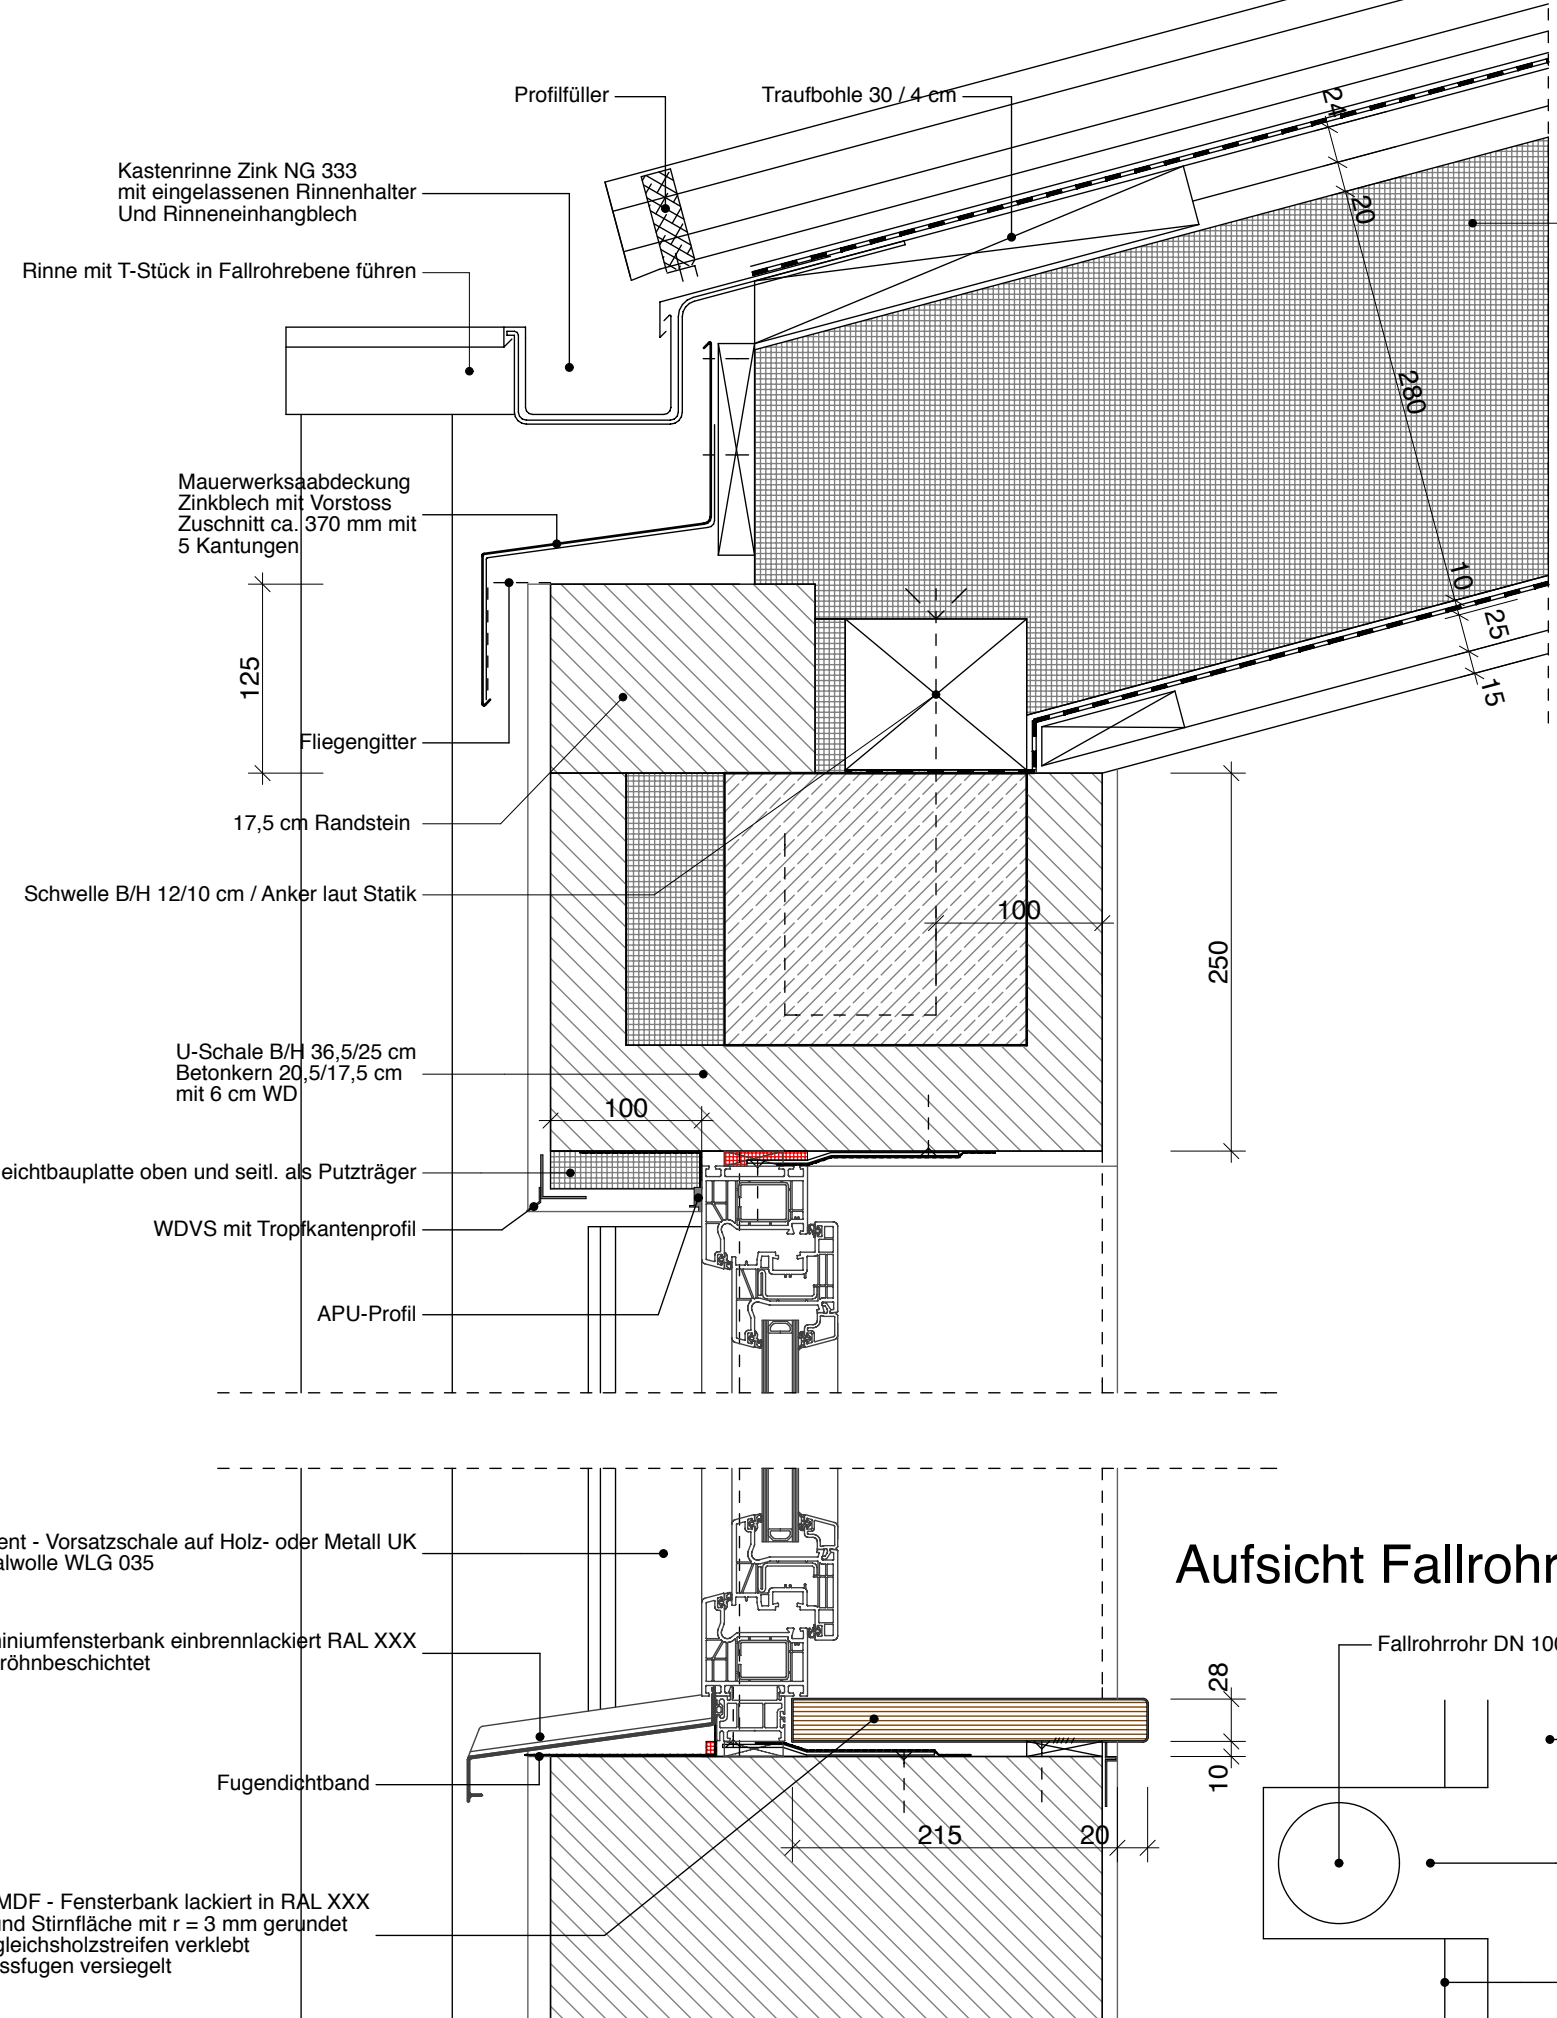 Profilfüller
Traufbohle 30 / 4 cm
Kastenrinne Zink NG 333
mit eingelassenen Rinnenhalter
Und Rinneneinhangblech
Rinne mit T-Stück in Fallrohrebene führen
24
20
280
10
25
15
Mauerwerksaabdeckung
Zinkblech mit Vorstoss
Zuschnitt ca. 370 mm mit
5 Kantungen
125
Fliegengitter
17,5 cm Randstein
Schwelle B/H 12/10 cm / Anker laut Statik
100
250
U-Schale B/H 36,5/25 cm
Betonkern 20,5/17,5 cm
mit 6 cm WD
100
eichtbauplatte oben und seitl. als Putzträger
WDVS mit Tropfkantenprofil
APU-Profil
ent - Vorsatzschale auf Holz- oder Metall UK
alwolle WLG 035
Aufsicht Fallrohr
iniumfensterbank einbrennlackiert RAL XXX
röhnbeschichtet
Fallrohrrohr DN 100
28
10
Fugendichtband
215
20
MDF - Fensterbank lackiert in RAL XXX
und Stirnfläche mit r = 3 mm gerundet
gleichsholzstreifen verklebt
ssfugen versiegelt